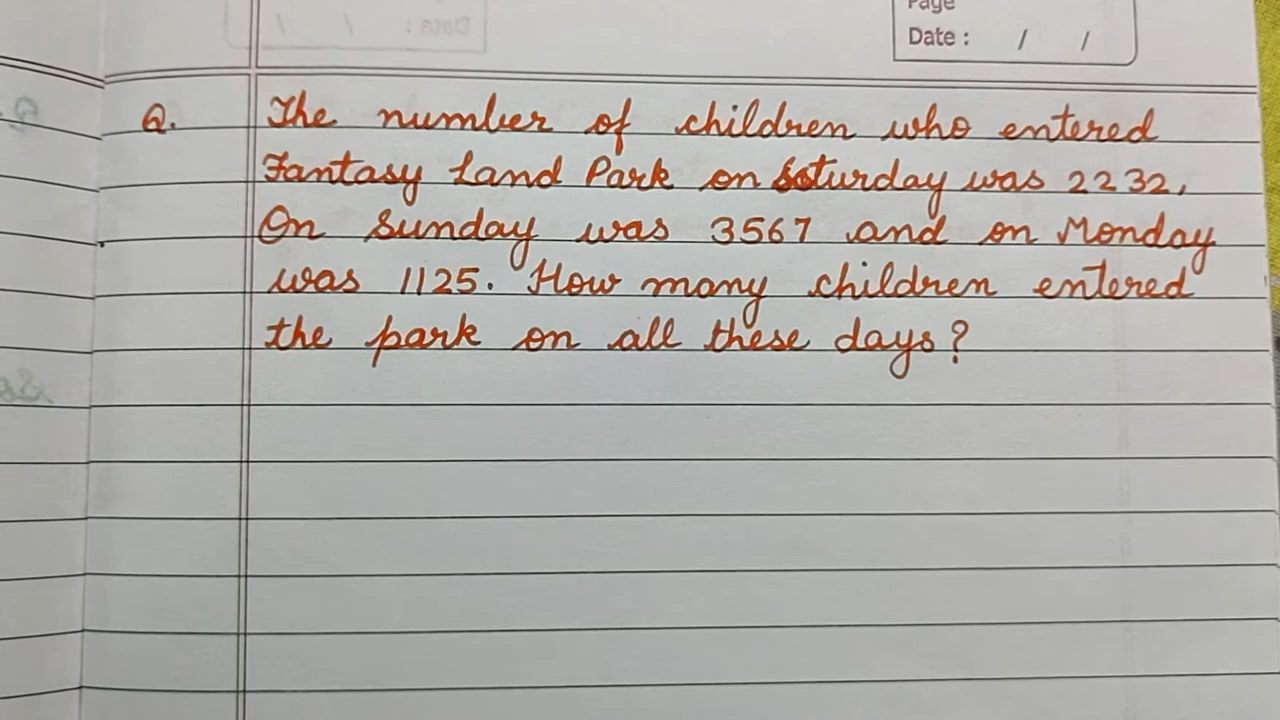 Page
Date : / /
Q. The number of children who entered
Fantasy Land Park on Saturday was 2232,
On Sunday was 3567 and on Monday
was 1125. How many children entered
the park on all these days?